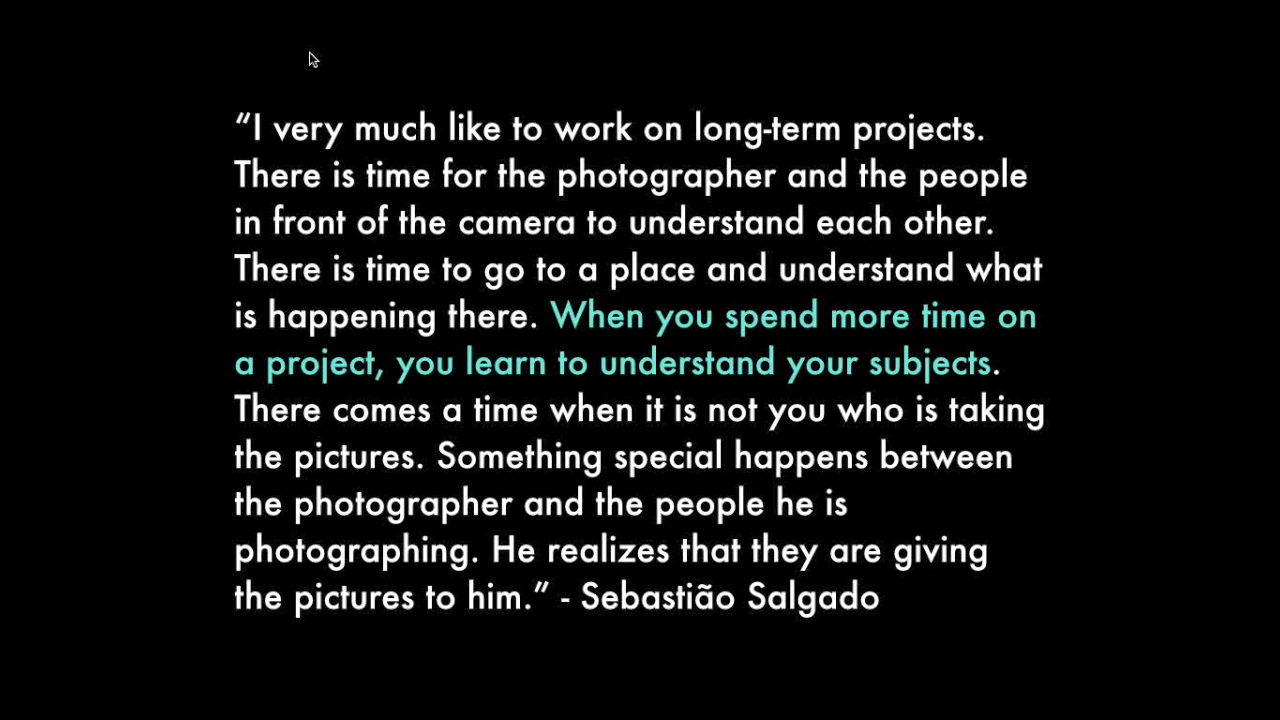 “I very much like to work on long-term projects.
There is time for the photographer and the people
in front of the camera to understand each other.
There is time to go to a place and understand what
is happening there. When you spend more time on
a project, you learn to understand your subjects.
There comes a time when it is not you who is taking
the pictures. Something special happens between
the photographer and the people he is
photographing. He realizes that they are giving
the pictures to him.” - Sebastião Salgado